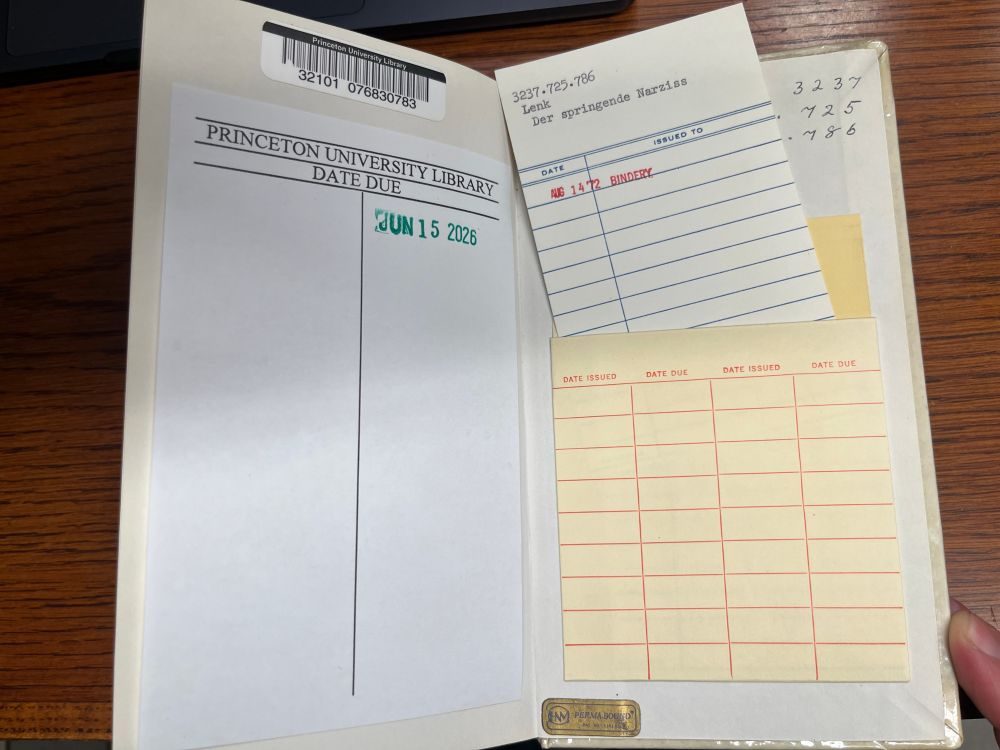 Princeton University Library
32101 076830783
PRINCETON UNIVERSITY LIBRARY
DATE DUE
JUN 15 2026
3237.725.786
Lenk
Der springende Narziss
DATE ISSUED TO
AUG 14 '72 BINDERY
3237
.725
.786
DATE ISSUED DATE DUE DATE ISSUED DATE DUE
PERMA-BOUND